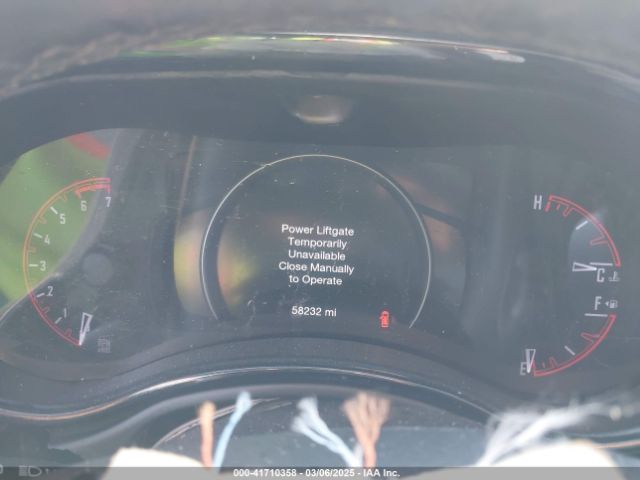 Power Liftgate
Temporarily
Unavailable
Close Manually
to Operate
58232 mi
7
6
5
4
3
2
1
H
C
F
E
000-41710358 - 03/06/2025 - IAA Inc.